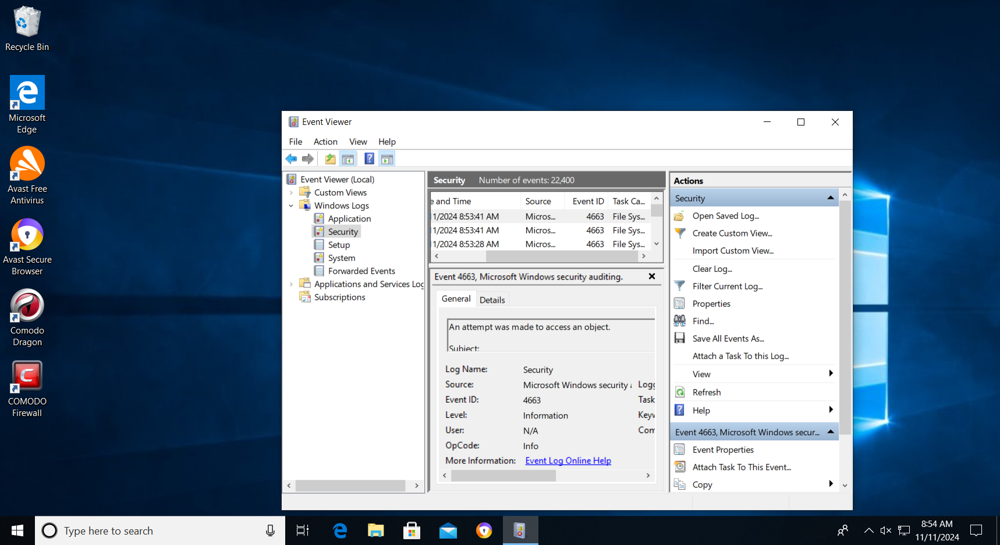 Recycle Bin
Microsoft
Edge
Avast Free
Antivirus
Avast Secure
Browser
Comodo
Dragon
COMODO
Firewall
Event Viewer
File Action View Help
Event Viewer (Local)
Custom Views
Windows Logs
Application
Security
Setup
System
Forwarded Events
Applications and Services Log
Subscriptions
Security Number of events: 22,400
e and Time Source Event ID Task Ca...
1/2024 8:53:41 AM Micros... 4663 File Sys...
1/2024 8:53:41 AM Micros... 4663 File Sys...
1/2024 8:53:28 AM Micros... 4663 File Sys...
Event 4663, Microsoft Windows security auditing.
General Details
An attempt was made to access an object.
Subject:
Log Name: Security
Source: Microsoft Windows security a Logg
Event ID: 4663 Task
Level: Information Keyw
User: N/A Com
OpCode: Info
More Information: Event Log Online Help
Actions
Security
Open Saved Log...
Create Custom View...
Import Custom View...
Clear Log...
Filter Current Log...
Properties
Find...
Save All Events As...
Attach a Task To this Log...
View
Refresh
Help
Event 4663, Microsoft Windows secur...
Event Properties
Attach Task To This Event...
Copy
Type here to search
8:54 AM
11/11/2024